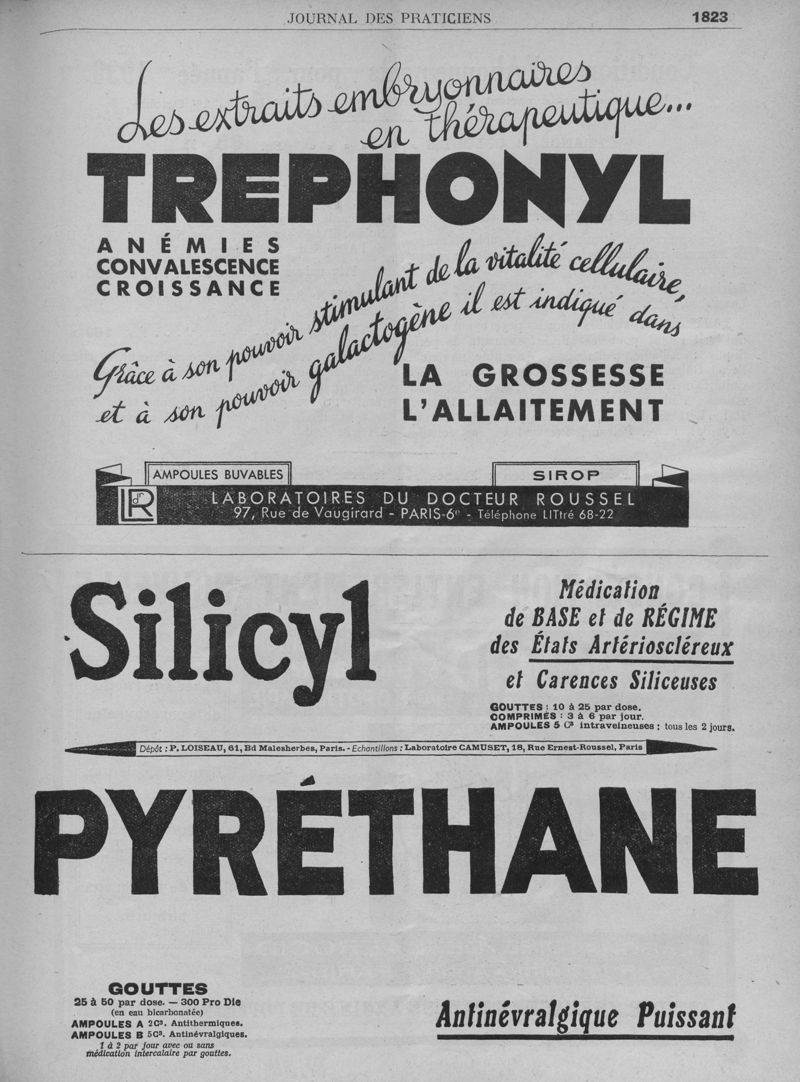 JOURNAL DES PRATICIENS
1823
Les extraits embryonnaires
en thérapeutique...
TREPHONYL
ANÉMIES
CONVALESCENCE
CROISSANCE
Grâce à son pouvoir stimulant de la vitalité cellulaire,
et à son pouvoir galactogène il est indiqué dans
LA GROSSESSE
L'ALLAITEMENT
AMPOULES BUVABLES
SIROP
L dr R
LABORATOIRES DU DOCTEUR ROUSSEL
97, Rue de Vaugirard - PARIS-6e - Téléphone LITtré 68-22
Silicyl
Médication
de BASE et de RÉGIME
des États Artérioscléreux
et Carences Siliceuses
GOUTTES : 10 à 25 par dose.
COMPRIMÉS : 3 à 6 par jour.
AMPOULES 5 Cᶜ intraveineuses : tous les 2 jours.
Dépôt : P. LOISEAU, 61, Bd Malesherbes, Paris. - Echantillons : Laboratoire CAMUSET, 18, Rue Ernest-Roussel, Paris
PYRÉTHANE
GOUTTES
25 à 50 par dose. — 300 Pro Die
(en eau bicarbonatée)
AMPOULES A 2Cᶜ. Antithermiques.
AMPOULES B 5Cᶜ. Antinévralgiques.
1 à 2 par jour avec ou sans
médication intercalaire par gouttes.
Antinévralgique Puissant